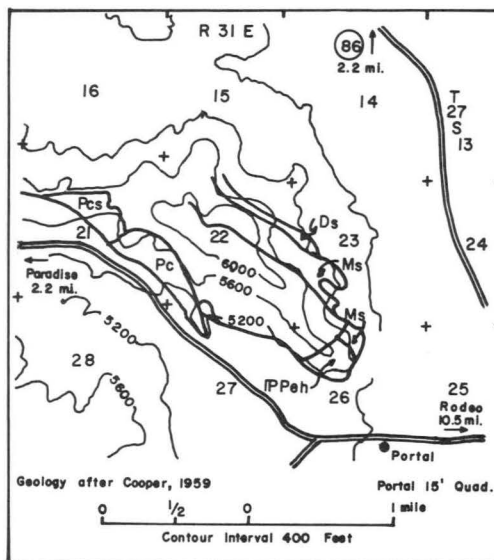 R 31 E
86
2.2 mi.
16
15
14
T
27
S
13
Pcs
Ds
21
22
23
24
Ms
Pc
6000
Paradise
2.2 mi.
5600
Ms
5200
5200
28
5600
27
IPPeh
26
25
Rodeo
10.5 mi.
Portal
Geology after Cooper, 1959
Portal 15' Quad.
0 1/2 0 1 mile
Contour Interval 400 Feet